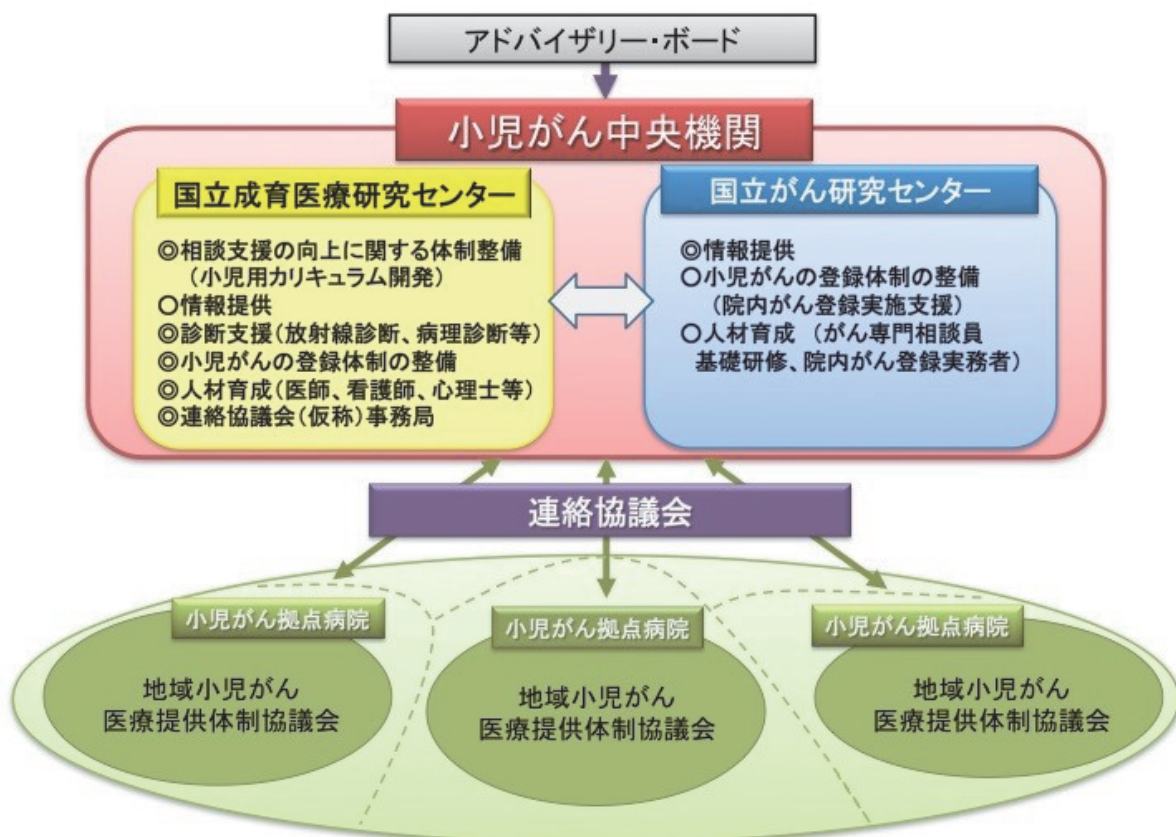 アドバイザリー・ボード
小児がん中央機関
国立成育医療研究センター
◎相談支援の向上に関する体制整備
（小児用カリキュラム開発）
○情報提供
◎診断支援（放射線診断、病理診断等）
◎小児がんの登録体制の整備
◎人材育成（医師、看護師、心理士等）
◎連絡協議会（仮称）事務局
国立がん研究センター
◎情報提供
○小児がんの登録体制の整備
（院内がん登録実施支援）
○人材育成　（がん専門相談員
基礎研修、院内がん登録実務者）
連絡協議会
小児がん拠点病院
地域小児がん
医療提供体制協議会
小児がん拠点病院
地域小児がん
医療提供体制協議会
小児がん拠点病院
地域小児がん
医療提供体制協議会